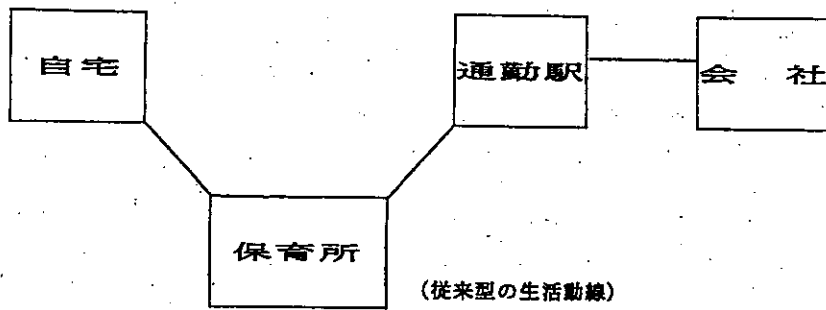 自宅
通勤駅
会 社
保育所
(従来型の生活動線)